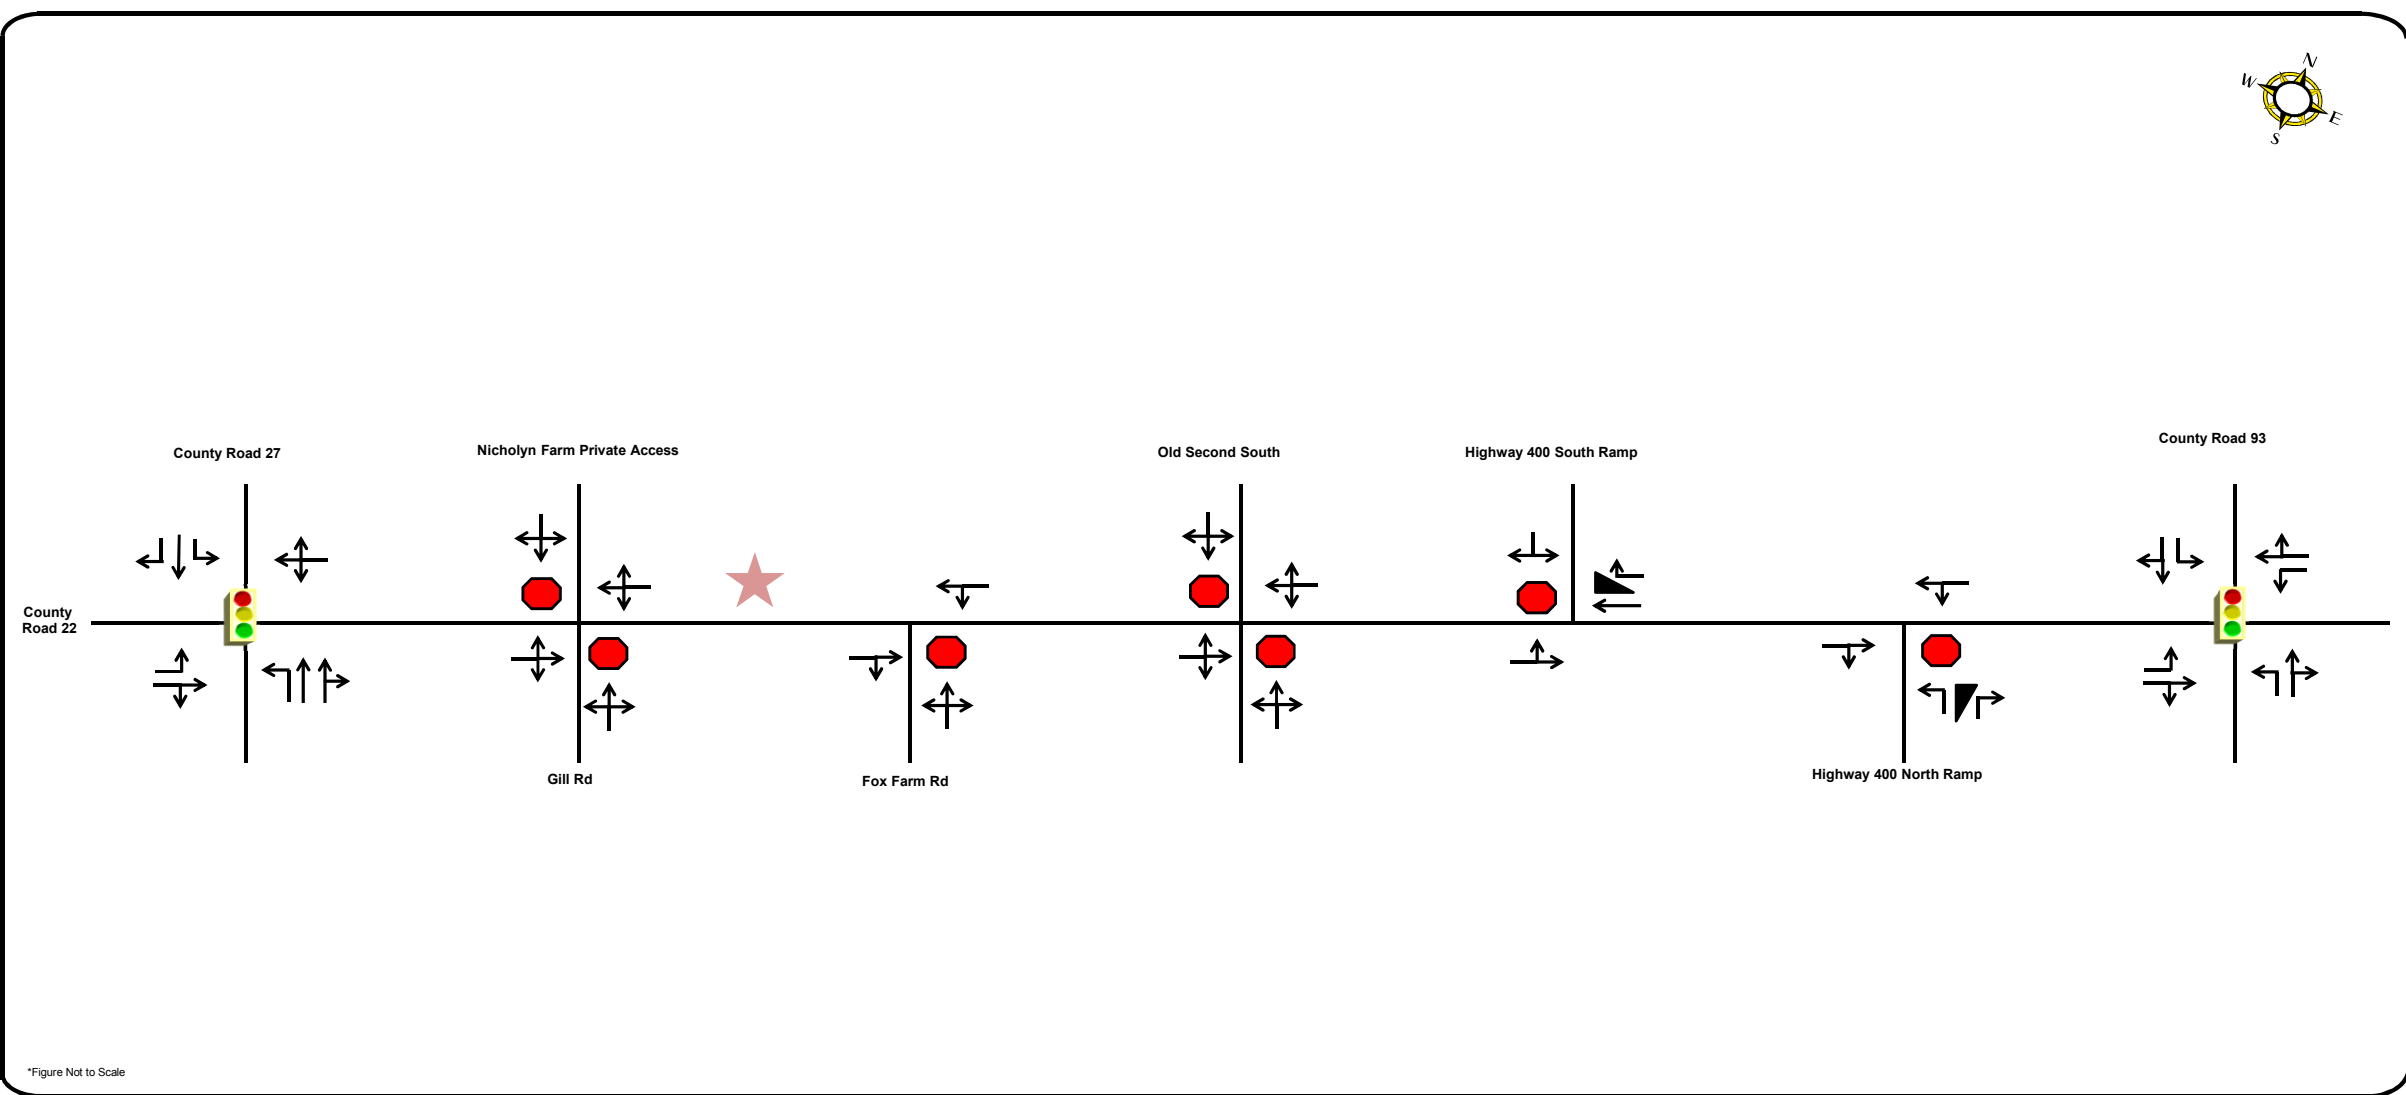 N
W
E
S
County Road 93
Nicholyn Farm Private Access
Old Second South
Highway 400 South Ramp
County Road 27
County
Road 22
Highway 400 North Ramp
Gill Rd
Fox Farm Rd
*Figure Not to Scale